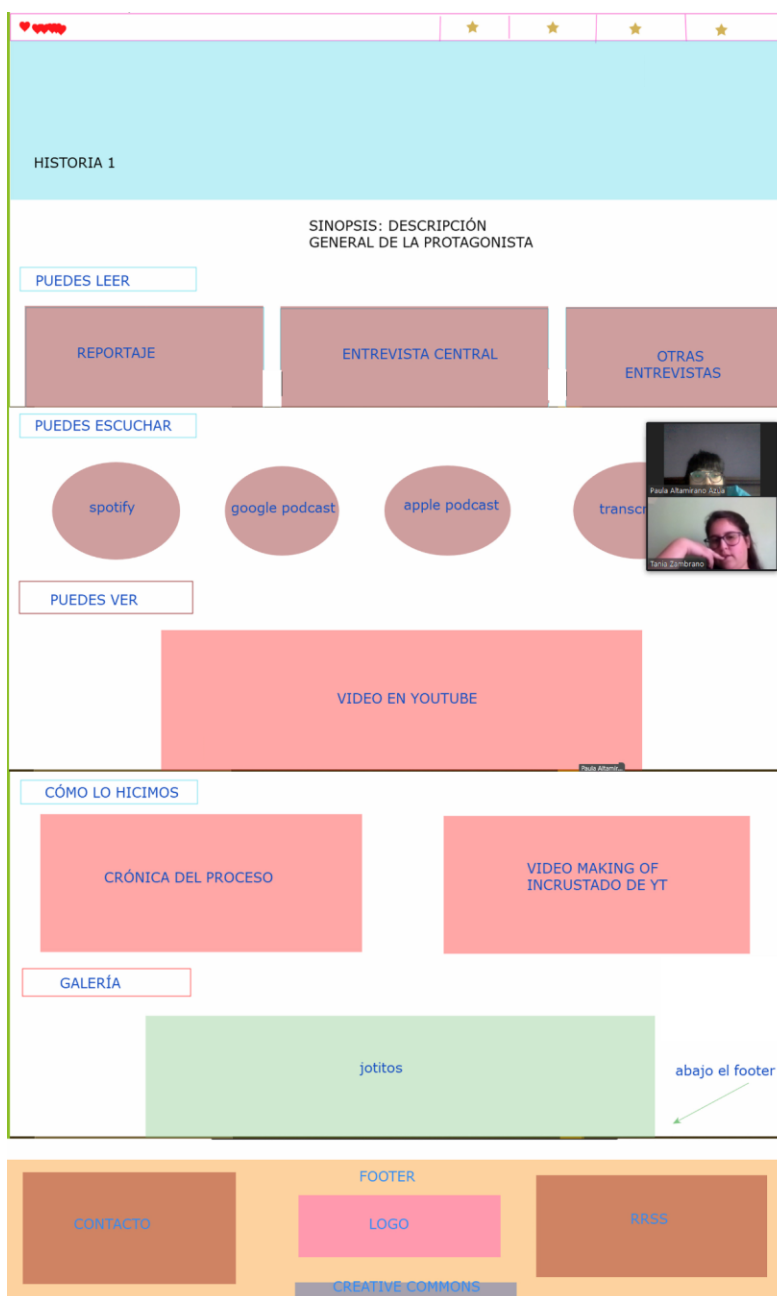 HISTORIA 1
SINOPSIS: DESCRIPCIÓN
GENERAL DE LA PROTAGONISTA
PUEDES LEER
REPORTAJE
ENTREVISTA CENTRAL
OTRAS
ENTREVISTAS
PUEDES ESCUCHAR
spotify
google podcast
apple podcast
Paula Altamirano Azúa
Tania Zambrano
PUEDES VER
VIDEO EN YOUTUBE
Paula Altamir...
CÓMO LO HICIMOS
CRÓNICA DEL PROCESO
VIDEO MAKING OF
INCRUSTADO DE YT
GALERÍA
jotitos
abajo el footer
FOOTER
CONTACTO
LOGO
RRSS
CREATIVE COMMONS